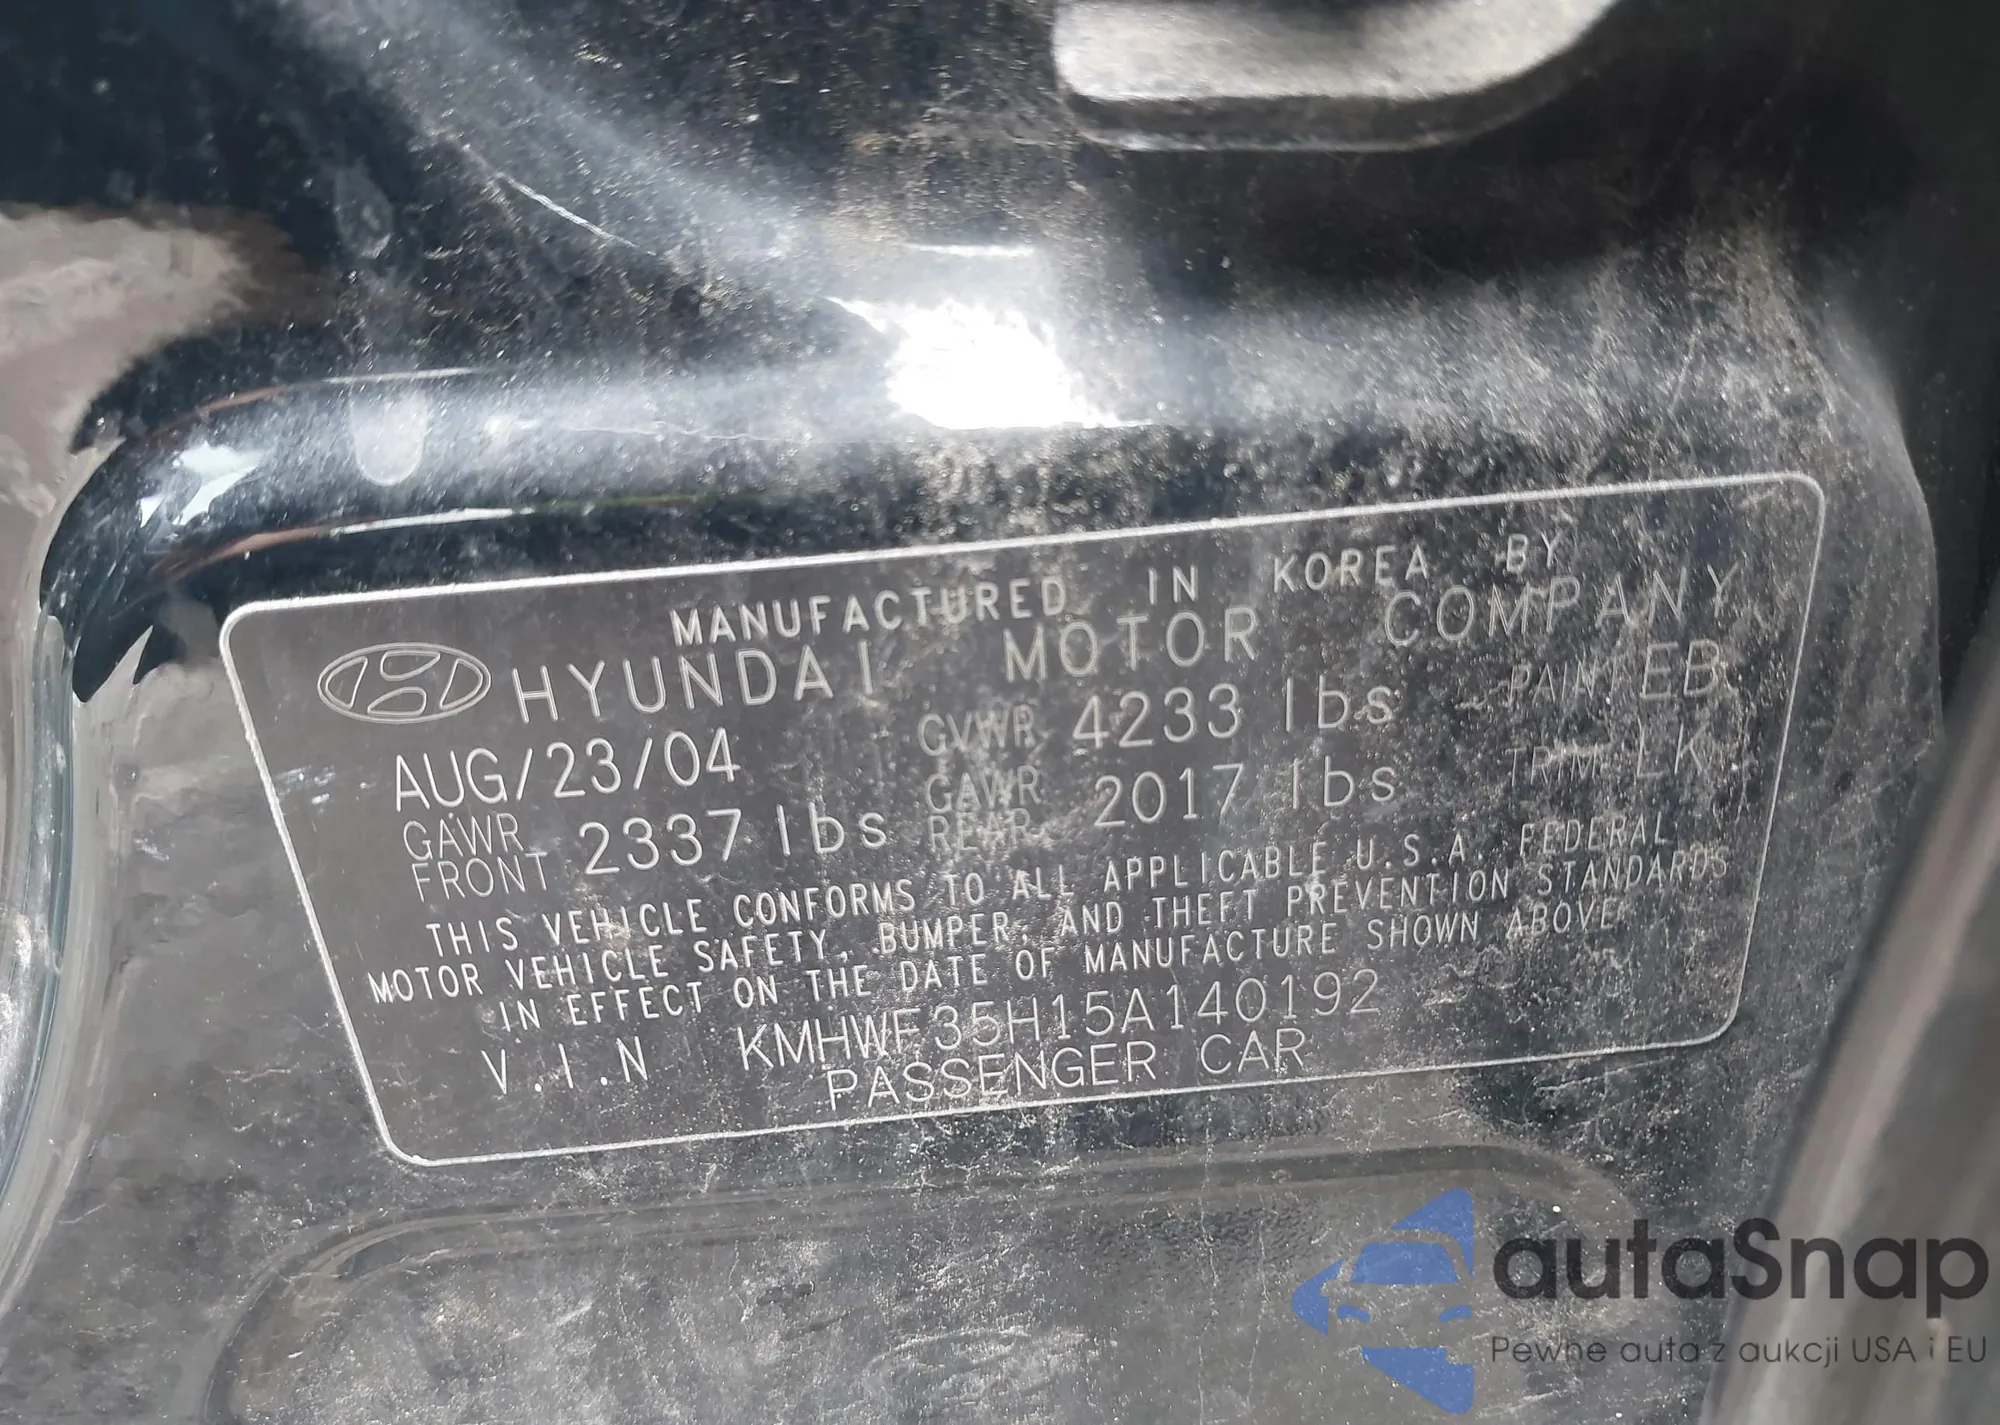 MANUFACTURED IN KOREA BY
HYUNDAI MOTOR COMPANY
AUG/23/04 GVWR 4233 lbs PAINT EB
GAWR FRONT 2337 lbs GAWR REAR 2017 lbs TRIM LK
THIS VEHICLE CONFORMS TO ALL APPLICABLE U.S.A. FEDERAL
MOTOR VEHICLE SAFETY, BUMPER, AND THEFT PREVENTION STANDARDS
IN EFFECT ON THE DATE OF MANUFACTURE SHOWN ABOVE
V.I.N KMHWF35H15A140192
PASSENGER CAR
autaSnap
Pewne auta z aukcji USA i EU